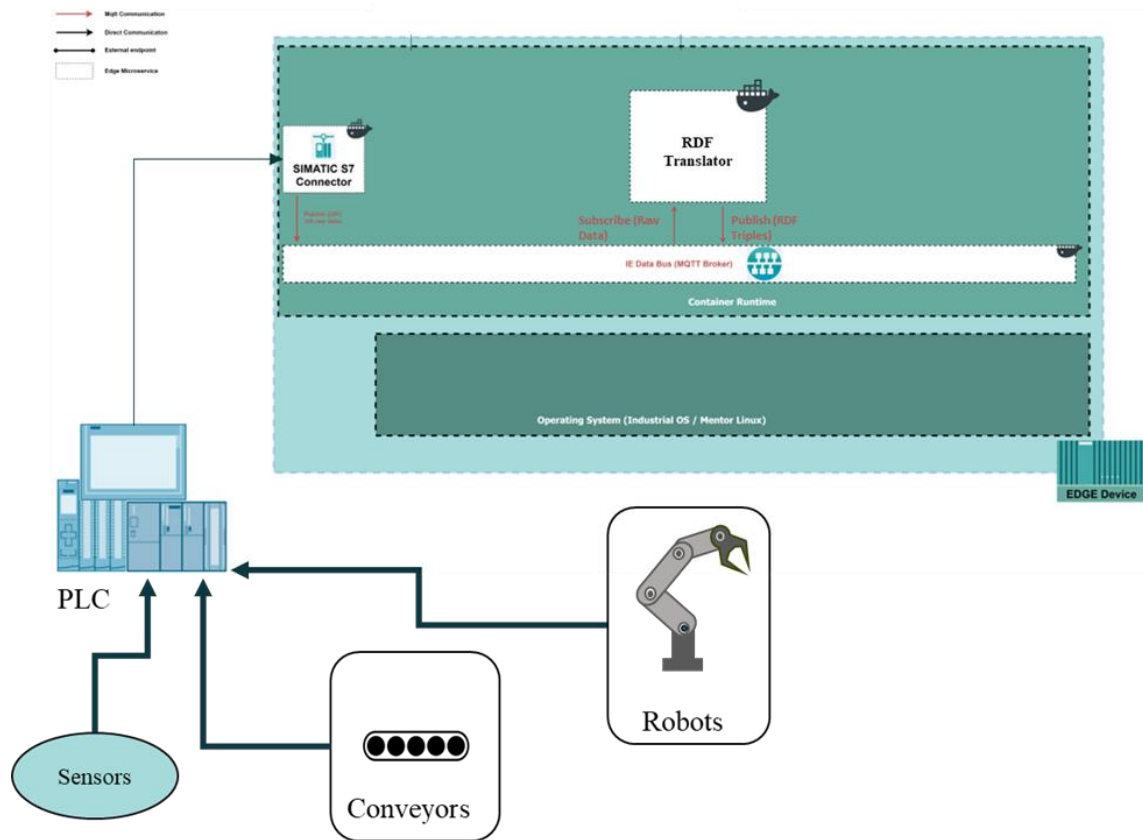 Mqtt Communication
Direct Communicaton
External endpoint
Edge Microservice
SIMATIC S7
Connector
RDF
Translator
Subscribe (Raw
Data)
Publish (RDF
Triples)
IE Data Bus (MQTT Broker)
Container Runtime
Operating System (Industrial OS / Mentor Linux)
EDGE Device
PLC
Sensors
Conveyors
Robots